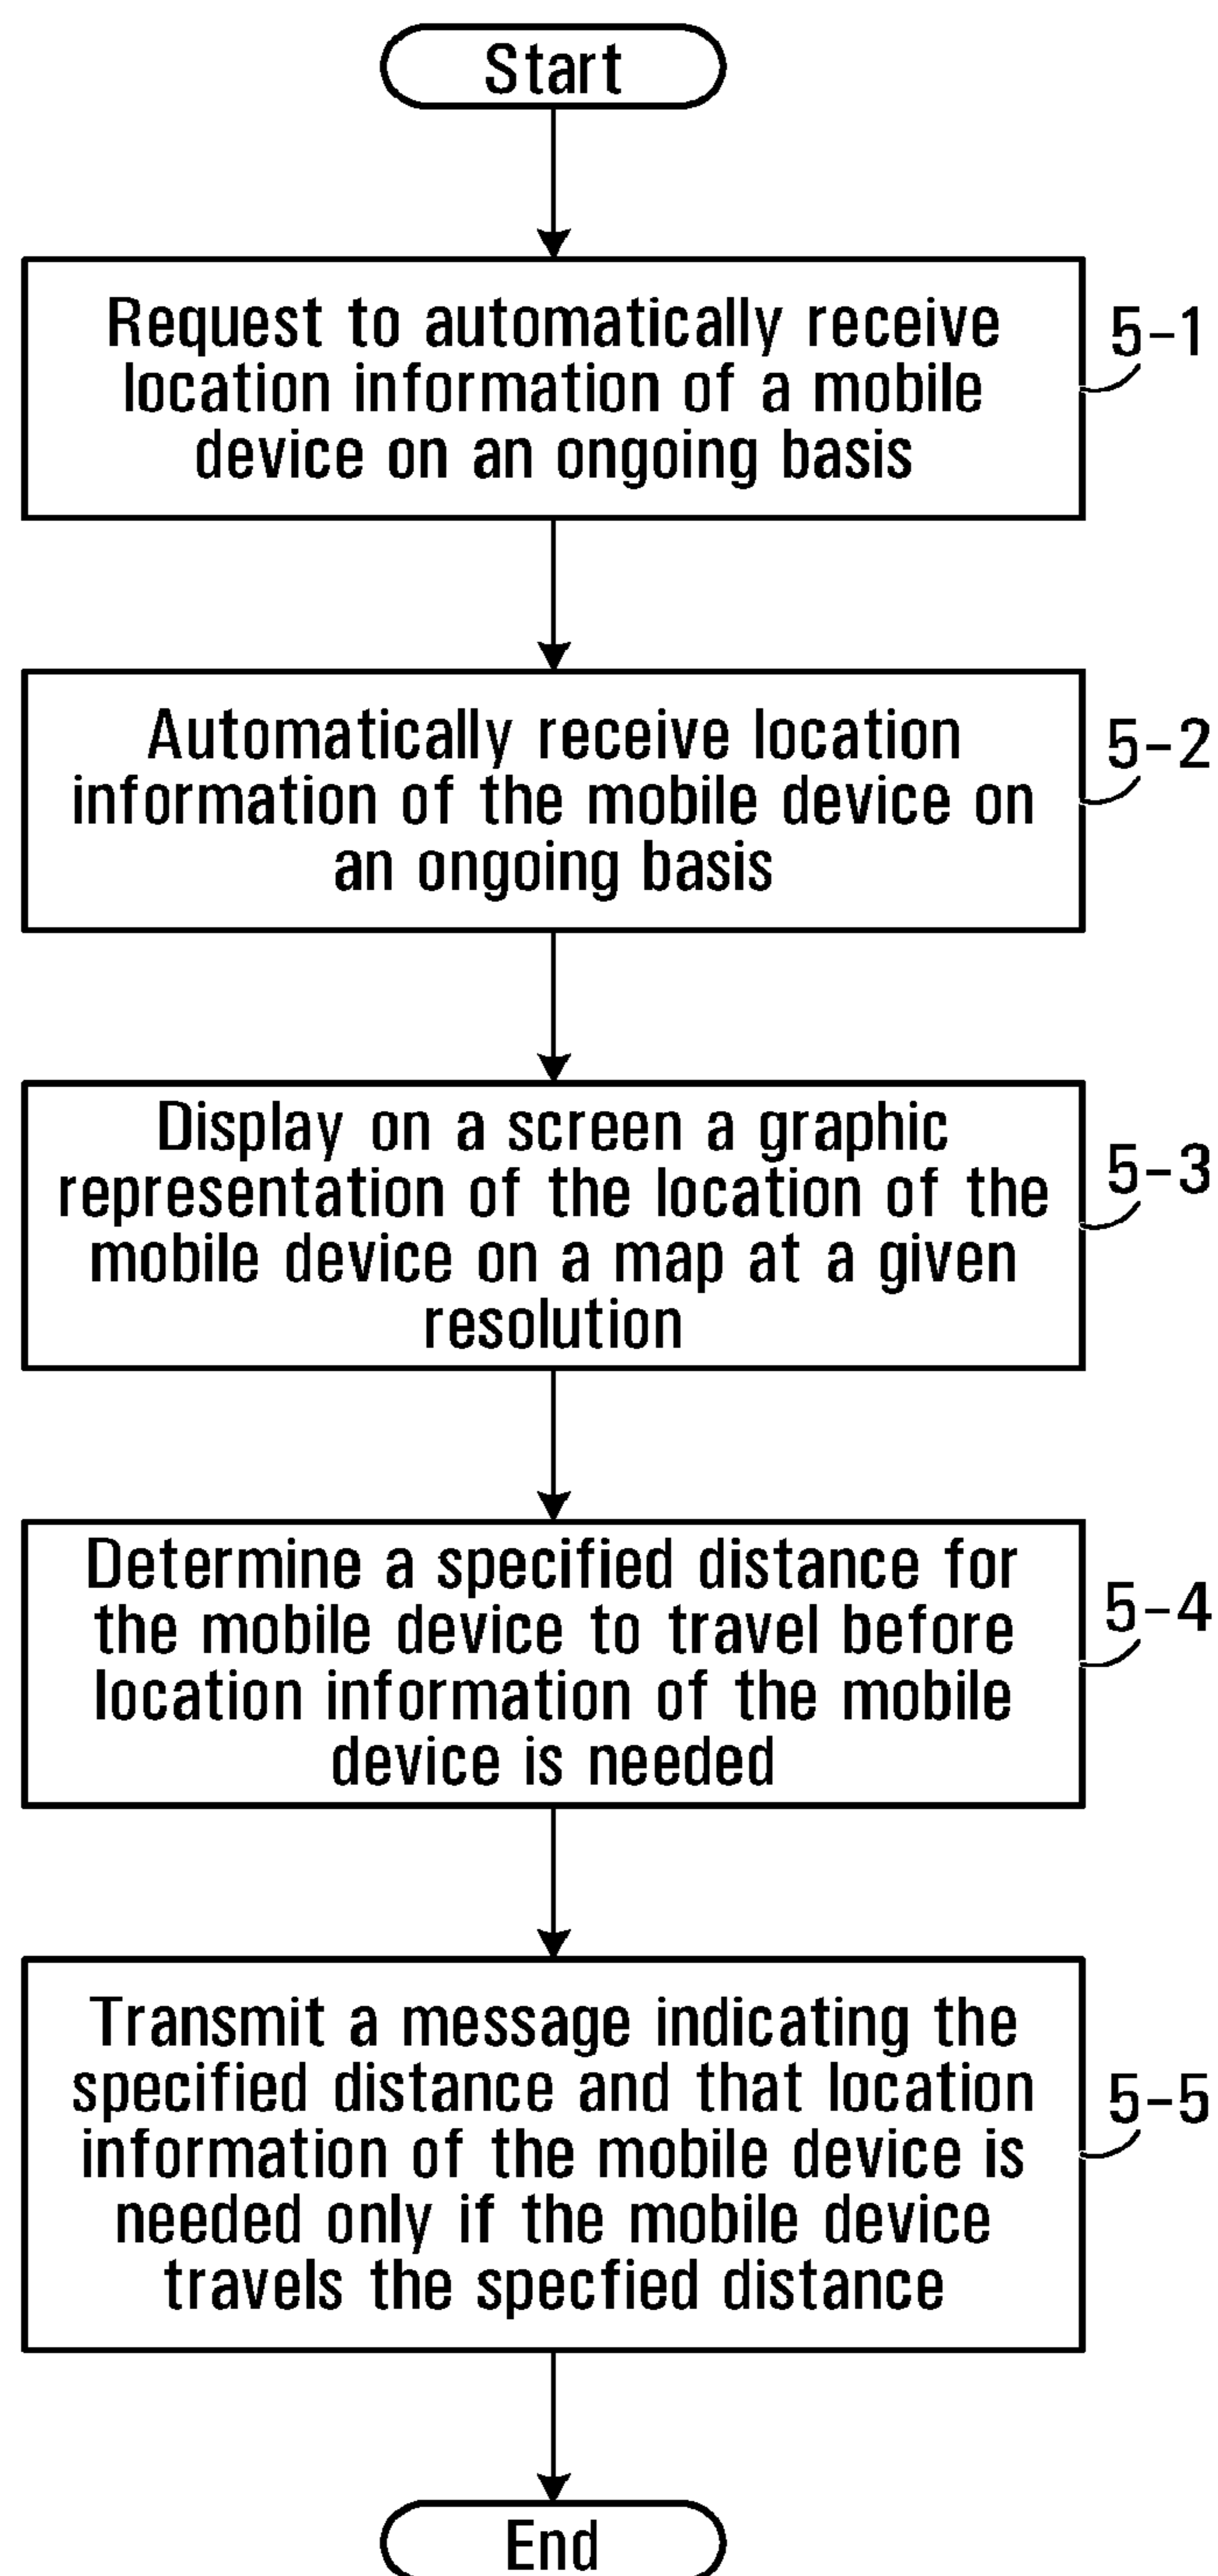 Start
Request to automatically receive
location information of a mobile
device on an ongoing basis
5-1
Automatically receive location
information of the mobile device on
an ongoing basis
5-2
Display on a screen a graphic
representation of the location of the
mobile device on a map at a given
resolution
5-3
Determine a specified distance for
the mobile device to travel before
location information of the mobile
device is needed
5-4
Transmit a message indicating the
specified distance and that location
information of the mobile device is
needed only if the mobile device
travels the specfied distance
5-5
End